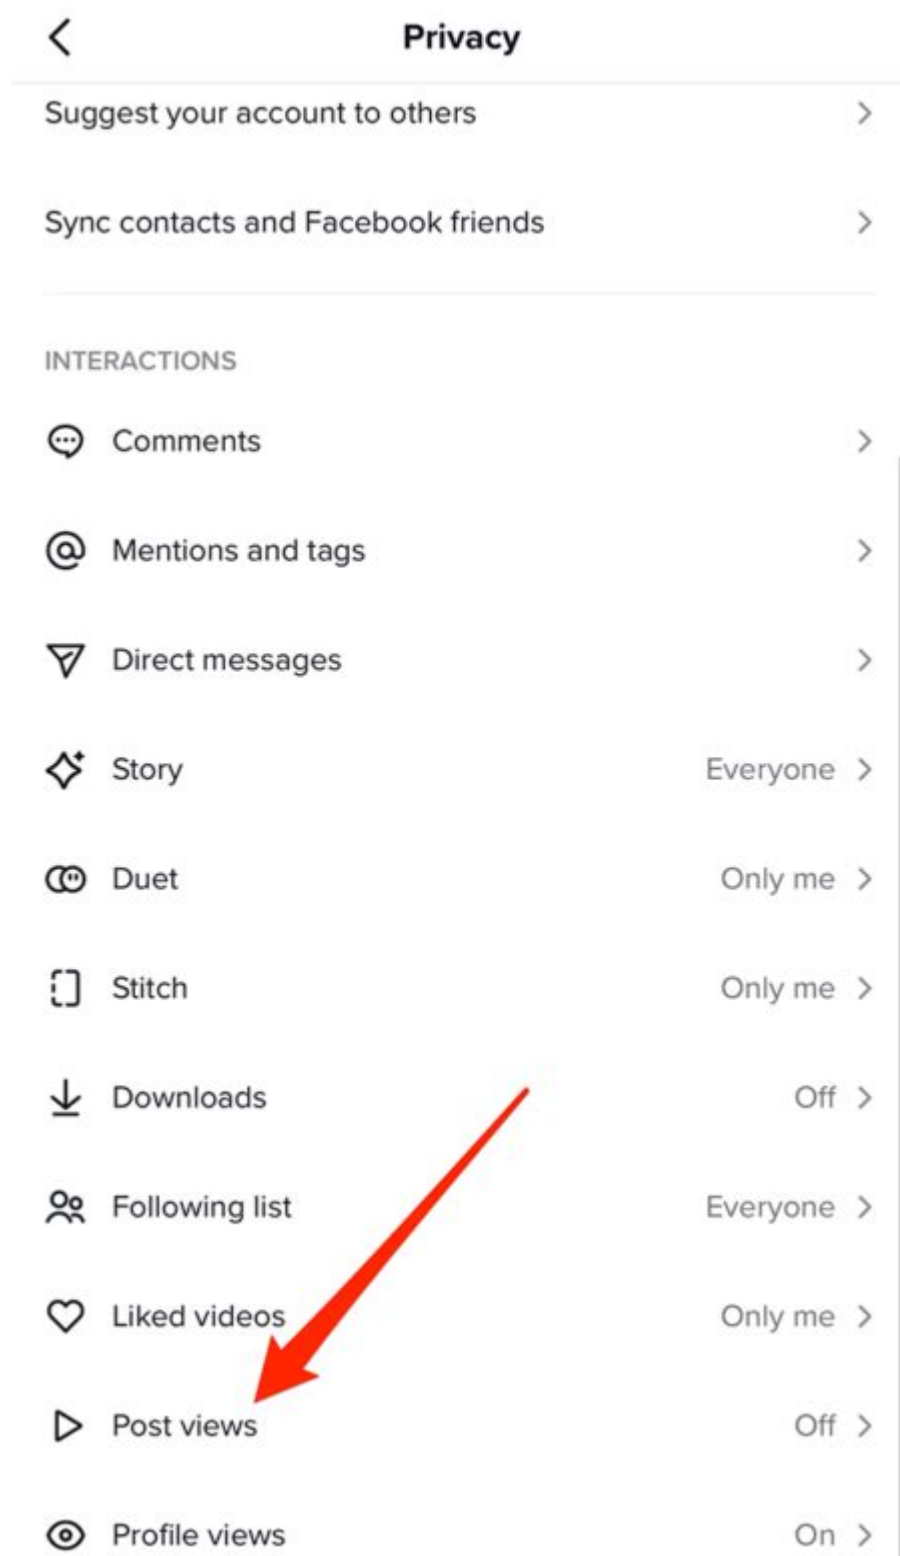 Privacy
Suggest your account to others
Sync contacts and Facebook friends
INTERACTIONS
Comments
Mentions and tags
Direct messages
Story Everyone
Duet Only me
Stitch Only me
Downloads Off
Following list Everyone
Liked videos Only me
Post views Off
Profile views On